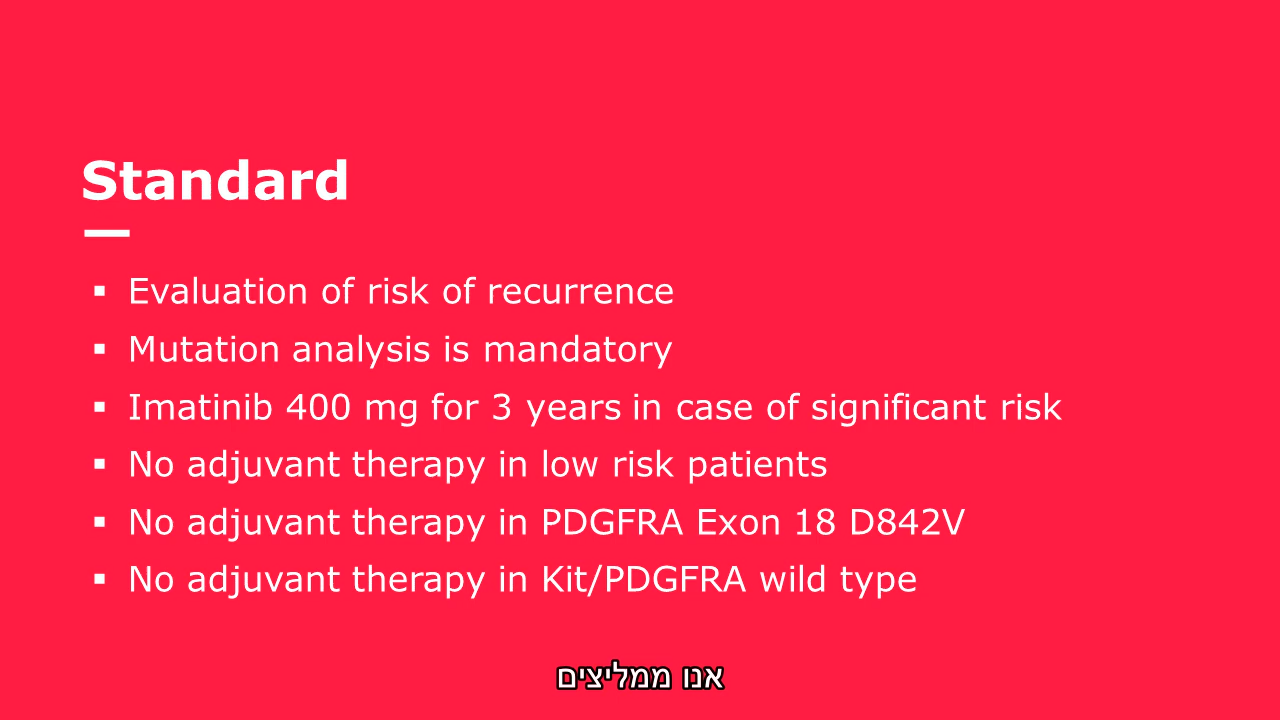 Standard
▪ Evaluation of risk of recurrence
▪ Mutation analysis is mandatory
▪ Imatinib 400 mg for 3 years in case of significant risk
▪ No adjuvant therapy in low risk patients
▪ No adjuvant therapy in PDGFRA Exon 18 D842V
▪ No adjuvant therapy in Kit/PDGFRA wild type
אנו ממליצים